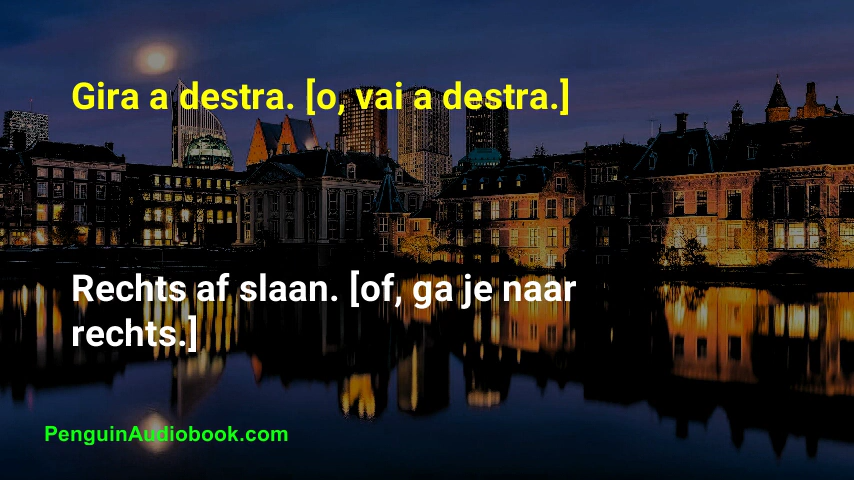 Gira a destra. [o, vai a destra.]
Rechts af slaan. [of, ga je naar
rechts.]
PenguinAudiobook.com